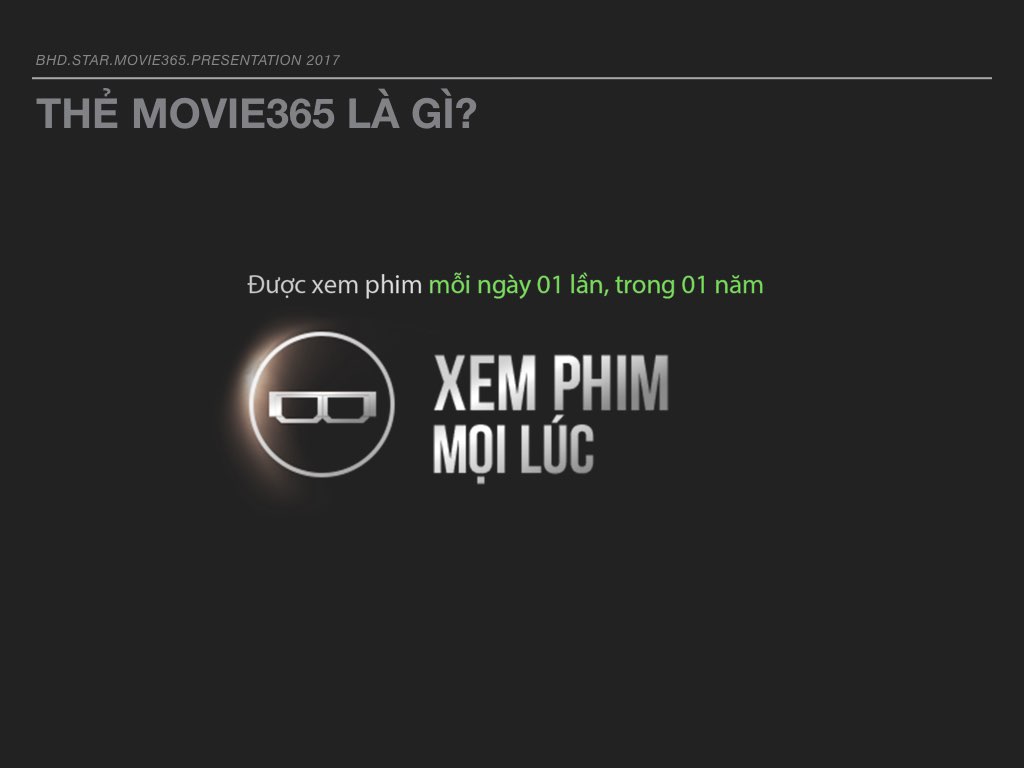 BHD.STAR.MOVIE365.PRESENTATION 2017
THẺ MOVIE365 LÀ GÌ?
Được xem phim mỗi ngày 01 lần, trong 01 năm
XEM PHIM
MỌI LÚC